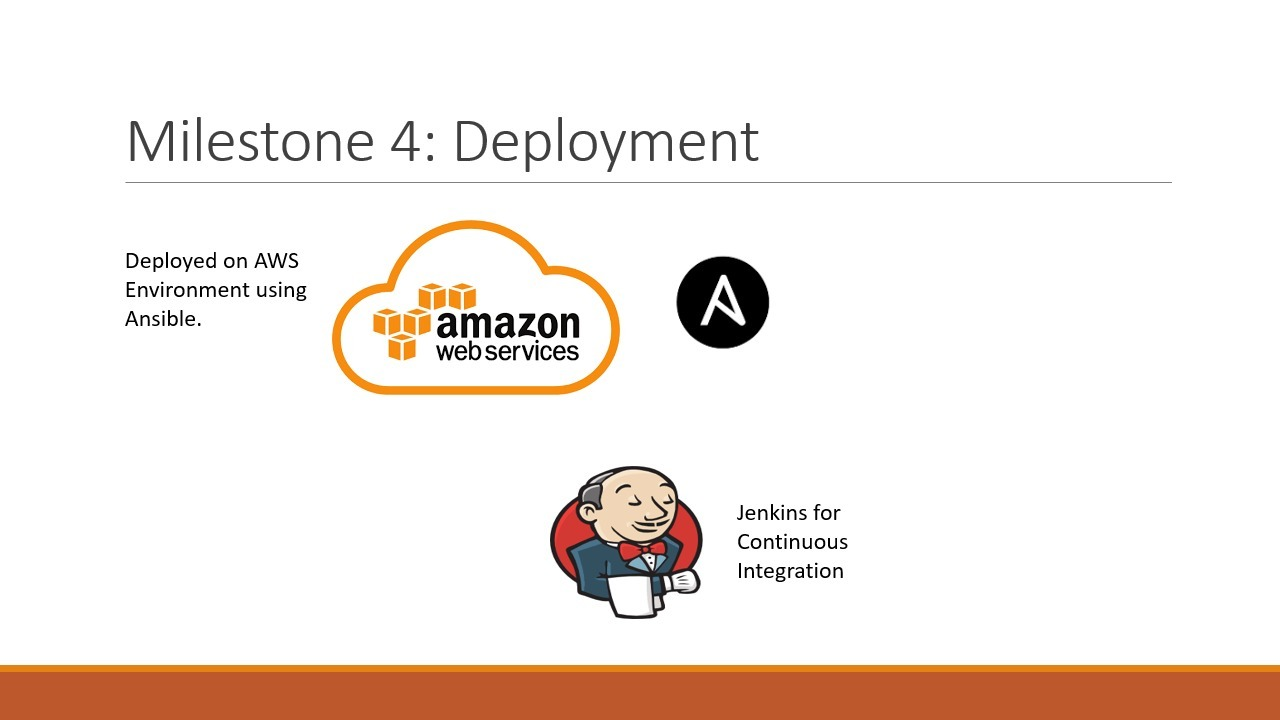 Milestone 4: Deployment
Deployed on AWS
Environment using
Ansible.
amazon
web services
Jenkins for
Continuous
Integration